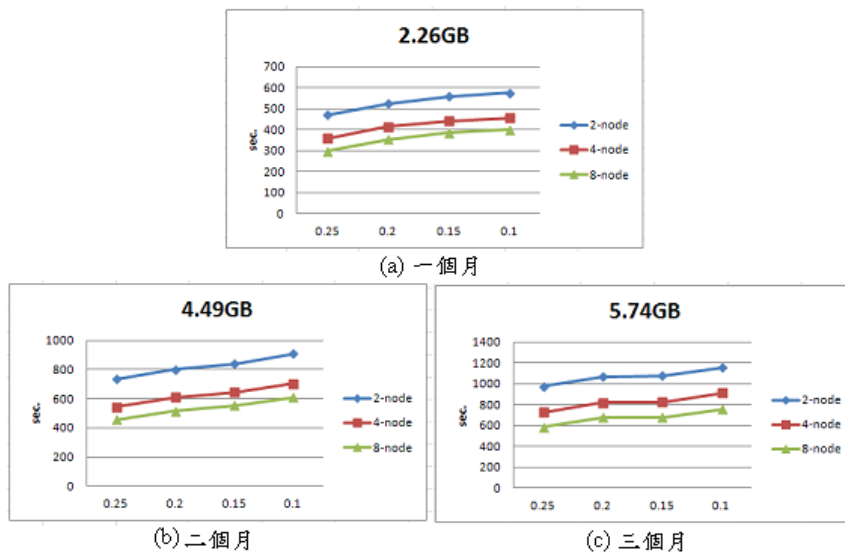 2.26GB
700
600
500
400
300
200
100
0
sec.
0.25 0.2 0.15 0.1
2-node
4-node
8-node
(a) 一個月
4.49GB
1000
800
600
400
200
0
sec.
0.25 0.2 0.15 0.1
2-node
4-node
8-node
(b) 二個月
5.74GB
1400
1200
1000
800
600
400
200
0
sec.
0.25 0.2 0.15 0.1
2-node
4-node
8-node
(c) 三個月